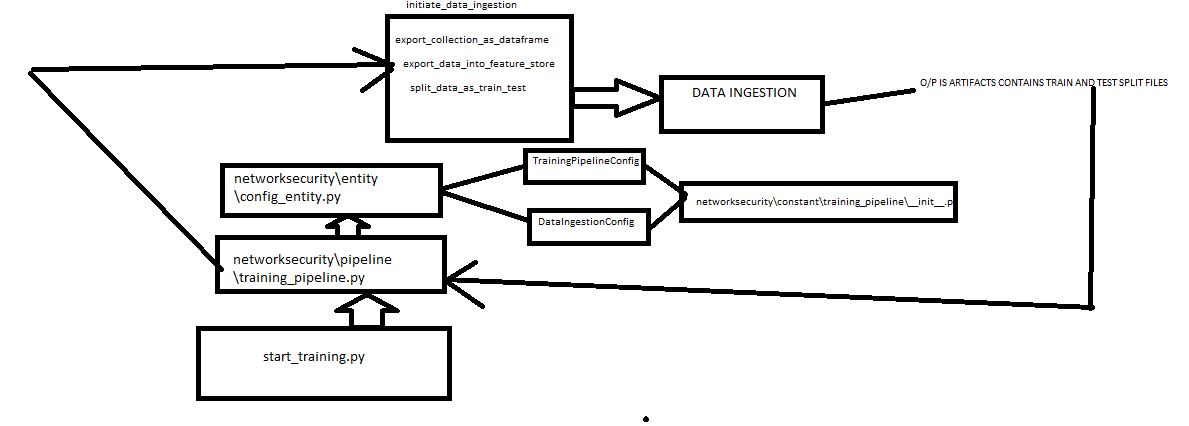 initiate_data_ingestion
export_collection_as_dataframe
export_data_into_feature_store
split_data_as_train_test
DATA INGESTION
O/P IS ARTIFACTS CONTAINS TRAIN AND TEST SPLIT FILES
TrainingPipelineConfig
networksecurity\entity
\config_entity.py
networksecurity\constant\training_pipeline\__init__.p
DataIngestionConfig
networksecurity\pipeline
\training_pipeline.py
start_training.py